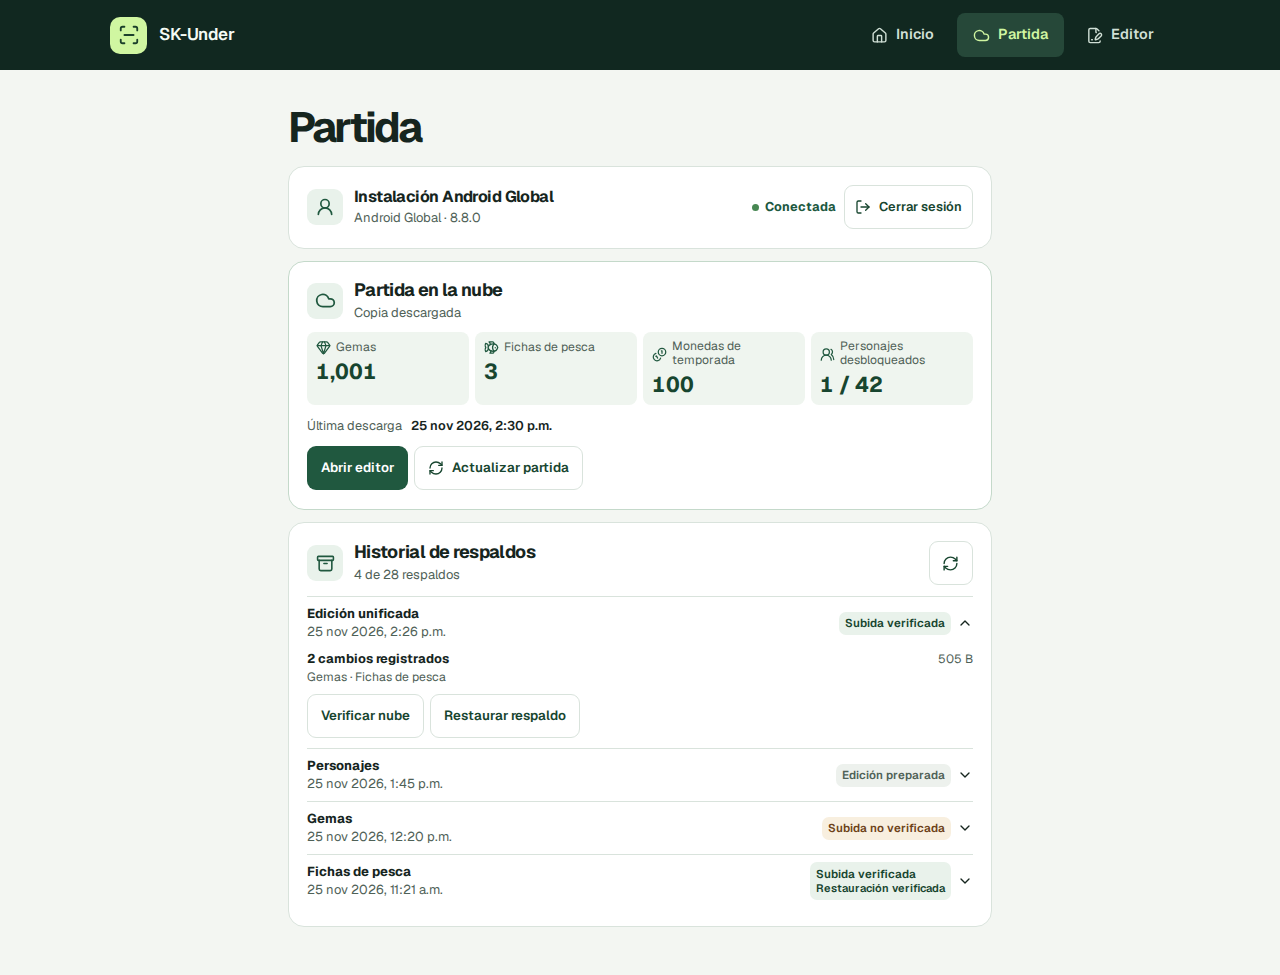 SK-Under
Inicio
Partida
Editor
Partida
Instalación Android Global
Android Global · 8.8.0
Conectada
Cerrar sesión
Partida en la nube
Copia descargada
Gemas
1,001
Fichas de pesca
3
Monedas de
temporada
100
Personajes
desbloqueados
1 / 42
Última descarga 25 nov 2026, 2:30 p.m.
Abrir editor
Actualizar partida
Historial de respaldos
4 de 28 respaldos
Edición unificada
25 nov 2026, 2:26 p.m.
Subida verificada
2 cambios registrados
505 B
Gemas · Fichas de pesca
Verificar nube
Restaurar respaldo
Personajes
25 nov 2026, 1:45 p.m.
Edición preparada
Gemas
25 nov 2026, 12:20 p.m.
Subida no verificada
Fichas de pesca
25 nov 2026, 11:21 a.m.
Subida verificada
Restauración verificada